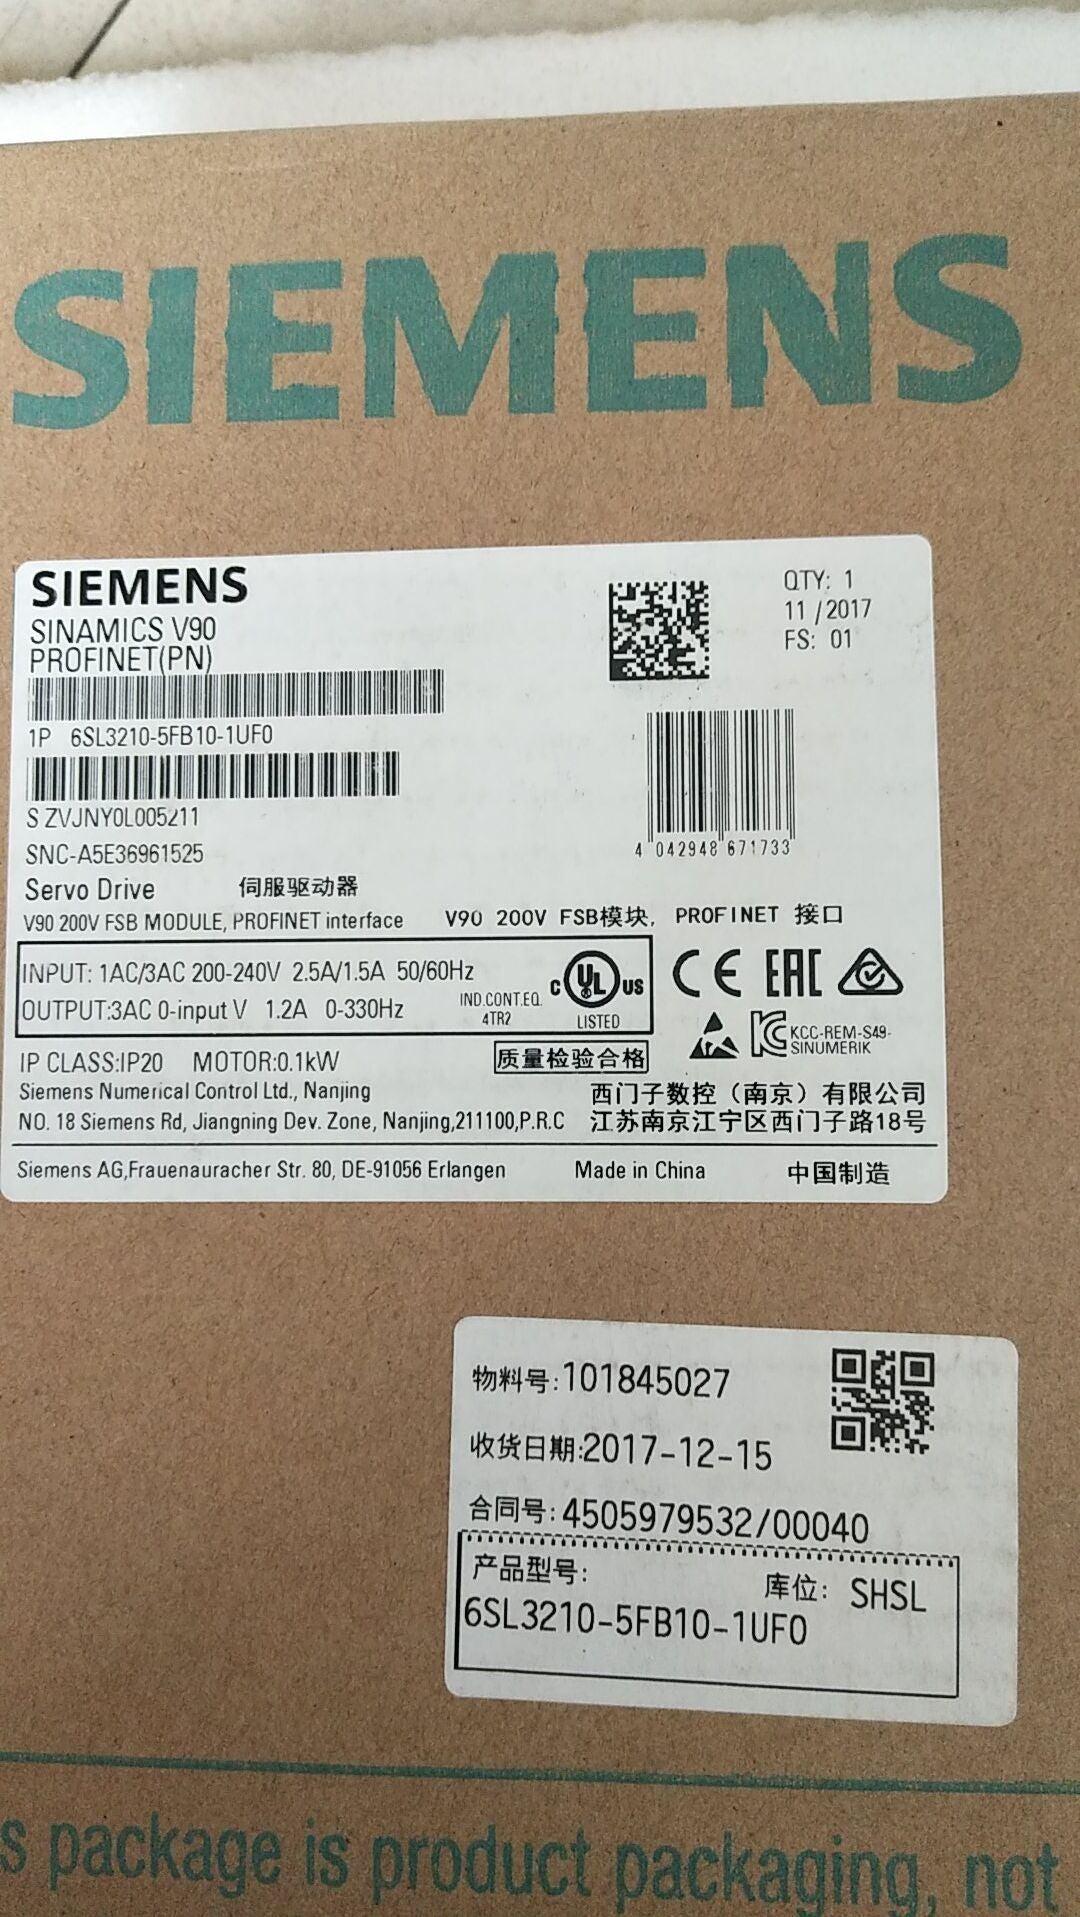 SIEMENS
SIEMENS
SINAMICS V90
PROFINET(PN)
QTY: 1
11 /2017
FS: 01
1P 6SL3210-5FB10-1UF0
S ZVJNY0L005211
4 042948 671733
SNC-A5E36961525
Servo Drive 伺服驱动器
V90 200V FSB MODULE, PROFINET interface V90 200V FSB模块, PROFINET 接口
INPUT: 1AC/3AC 200-240V 2.5A/1.5A 50/60Hz
OUTPUT:3AC 0-input V 1.2A 0-330Hz
IND.CONT.EQ.
4TR2
C UL US
LISTED
CE EAC
KCC-REM-S49-
SINUMERIK
IP CLASS:IP20 MOTOR:0.1kW 质量检验合格
Siemens Numerical Control Ltd., Nanjing 西门子数控（南京）有限公司
NO. 18 Siemens Rd, Jiangning Dev. Zone, Nanjing,211100,P.R.C 江苏南京江宁区西门子路18号
Siemens AG,Frauenauracher Str. 80, DE-91056 Erlangen Made in China 中国制造
物料号:101845027
收货日期:2017-12-15
合同号:4505979532/00040
产品型号: 库位: SHSL
6SL3210-5FB10-1UF0
s package is product packaging, not